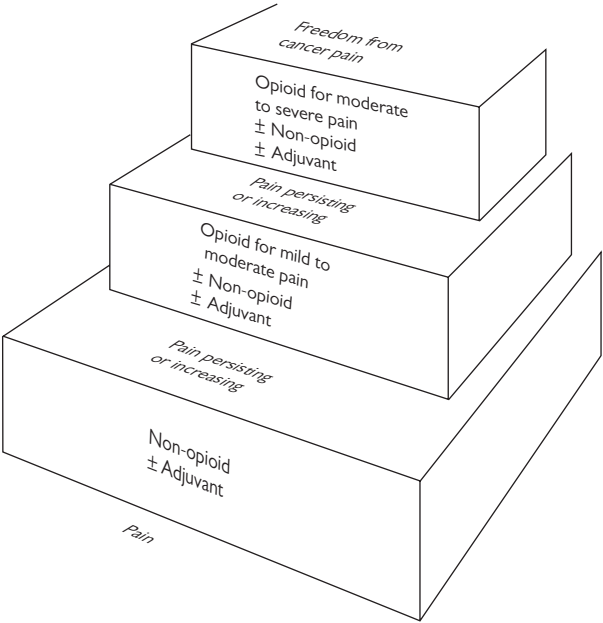 Freedom from
cancer pain
Opioid for moderate
to severe pain
± Non-opioid
± Adjuvant
Pain persisting
or increasing
Opioid for mild to
moderate pain
± Non-opioid
± Adjuvant
Pain persisting
or increasing
Non-opioid
± Adjuvant
Pain